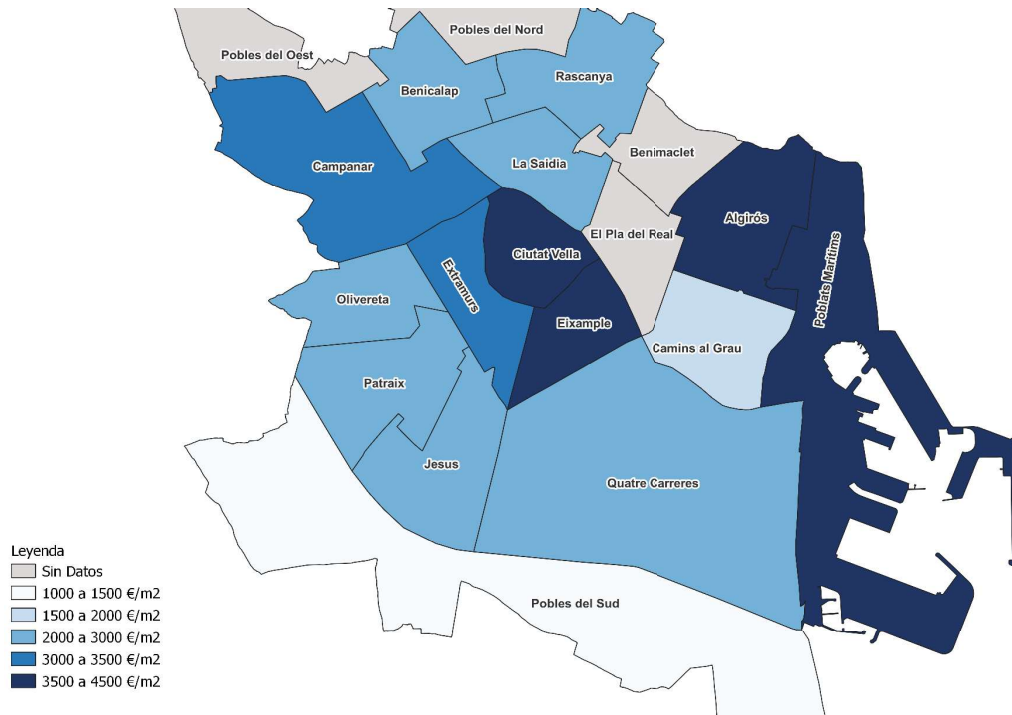 Pobles del Nord
Pobles del Oest
Rascanya
Benicalap
Benimaclet
La Saidia
Campanar
Algirós
El Pla del Real
Ciutat Vella
Poblats Maritims
Extramurs
Olivereta
Eixample
Camins al Grau
Patraix
Jesus
Quatre Carreres
Pobles del Sud
Leyenda
Sin Datos
1000 a 1500 €/m2
1500 a 2000 €/m2
2000 a 3000 €/m2
3000 a 3500 €/m2
3500 a 4500 €/m2